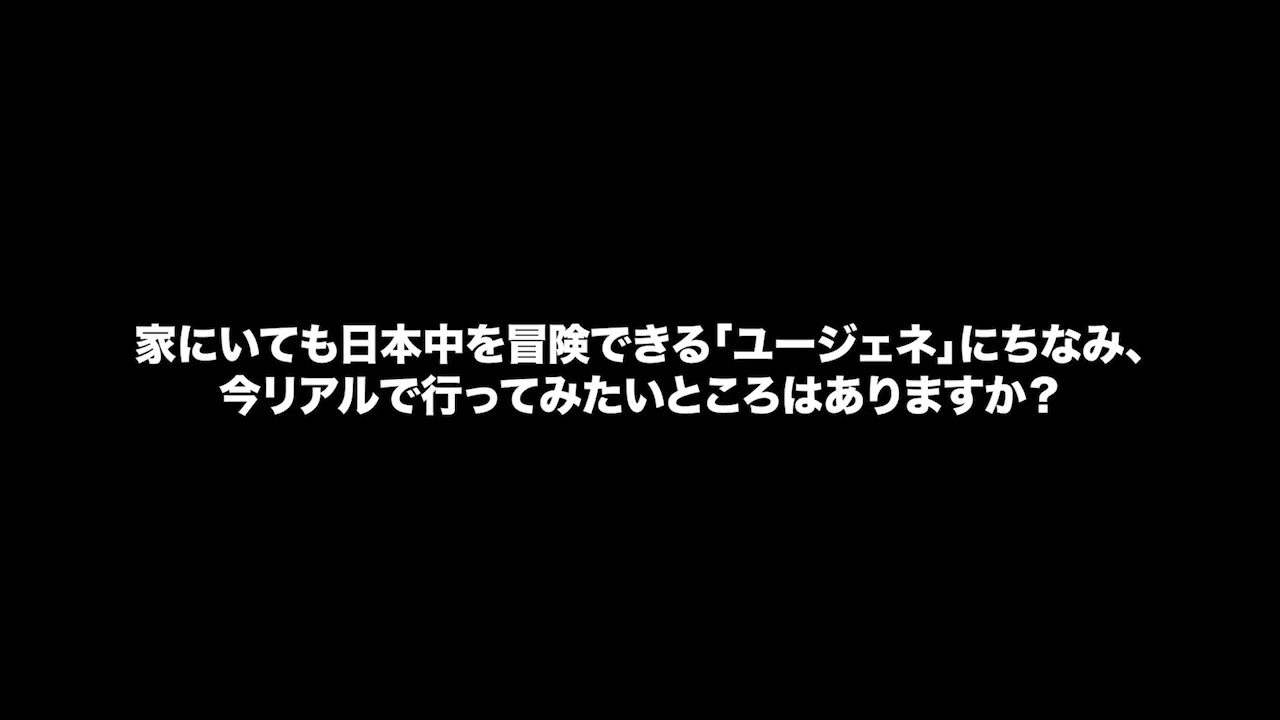 家にいても日本中を冒険できる「ユージェネ」にちなみ、
今リアルで行ってみたいところはありますか？